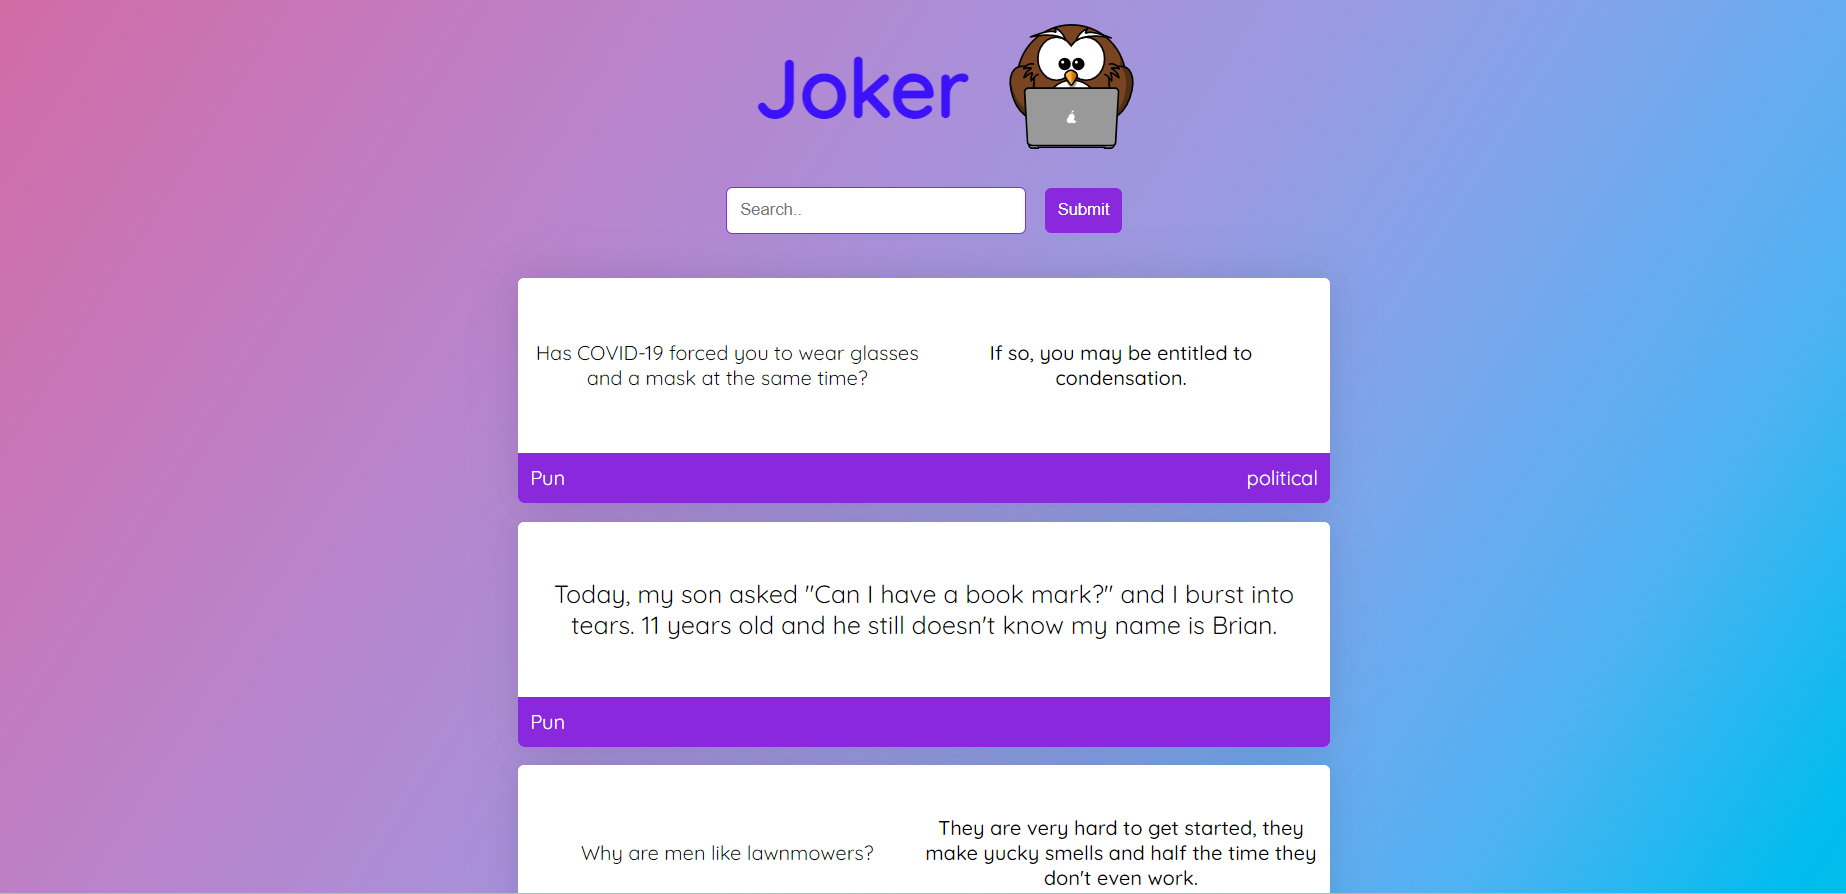 Joker
Search..
Submit
Has COVID-19 forced you to wear glasses
and a mask at the same time?
If so, you may be entitled to
condensation.
Pun
political
Today, my son asked "Can I have a book mark?" and I burst into
tears. 11 years old and he still doesn't know my name is Brian.
Pun
Why are men like lawnmowers?
They are very hard to get started, they
make yucky smells and half the time they
don't even work.